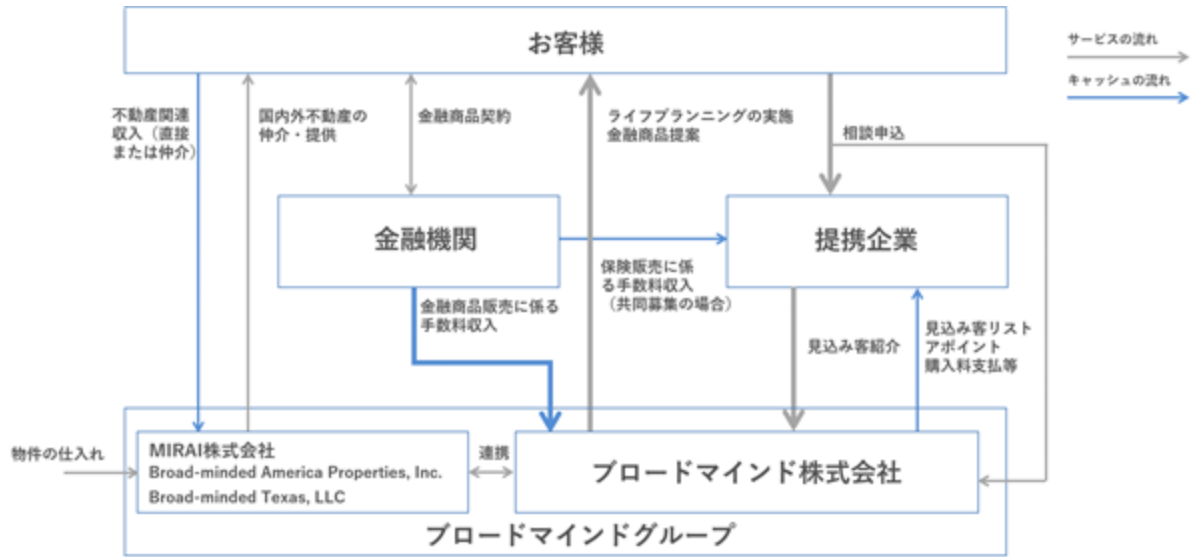 お客様
サービスの流れ
キャッシュの流れ
不動産関連
収入（直接
または仲介）
国内外不動産の
仲介・提供
金融商品契約
ライフプランニングの実施
金融商品提案
相談申込
金融機関
提携企業
保険販売に係
る手数料収入
（共同募集の場合）
金融商品販売に係る
手数料収入
見込み客紹介
見込み客リスト
アポイント
購入料支払等
物件の仕入れ
MIRAI株式会社
Broad-minded America Properties, Inc.
Broad-minded Texas, LLC
連携
ブロードマインド株式会社
ブロードマインドグループ